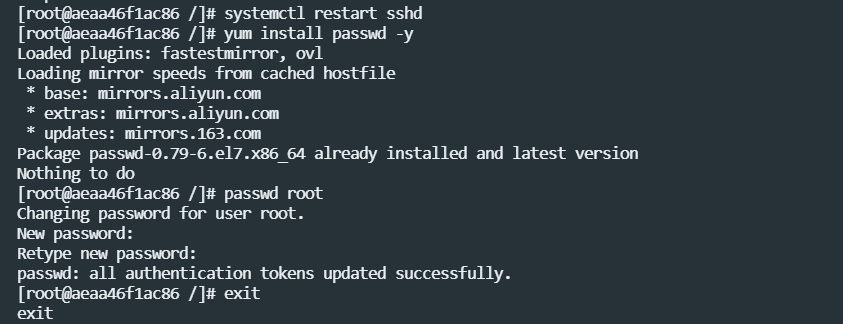 [root@aeaa46f1ac86 /]# systemctl restart sshd
[root@aeaa46f1ac86 /]# yum install passwd -y
Loaded plugins: fastestmirror, ovl
Loading mirror speeds from cached hostfile
 * base: mirrors.aliyun.com
 * extras: mirrors.aliyun.com
 * updates: mirrors.163.com
Package passwd-0.79-6.el7.x86_64 already installed and latest version
Nothing to do
[root@aeaa46f1ac86 /]# passwd root
Changing password for user root.
New password:
Retype new password:
passwd: all authentication tokens updated successfully.
[root@aeaa46f1ac86 /]# exit
exit